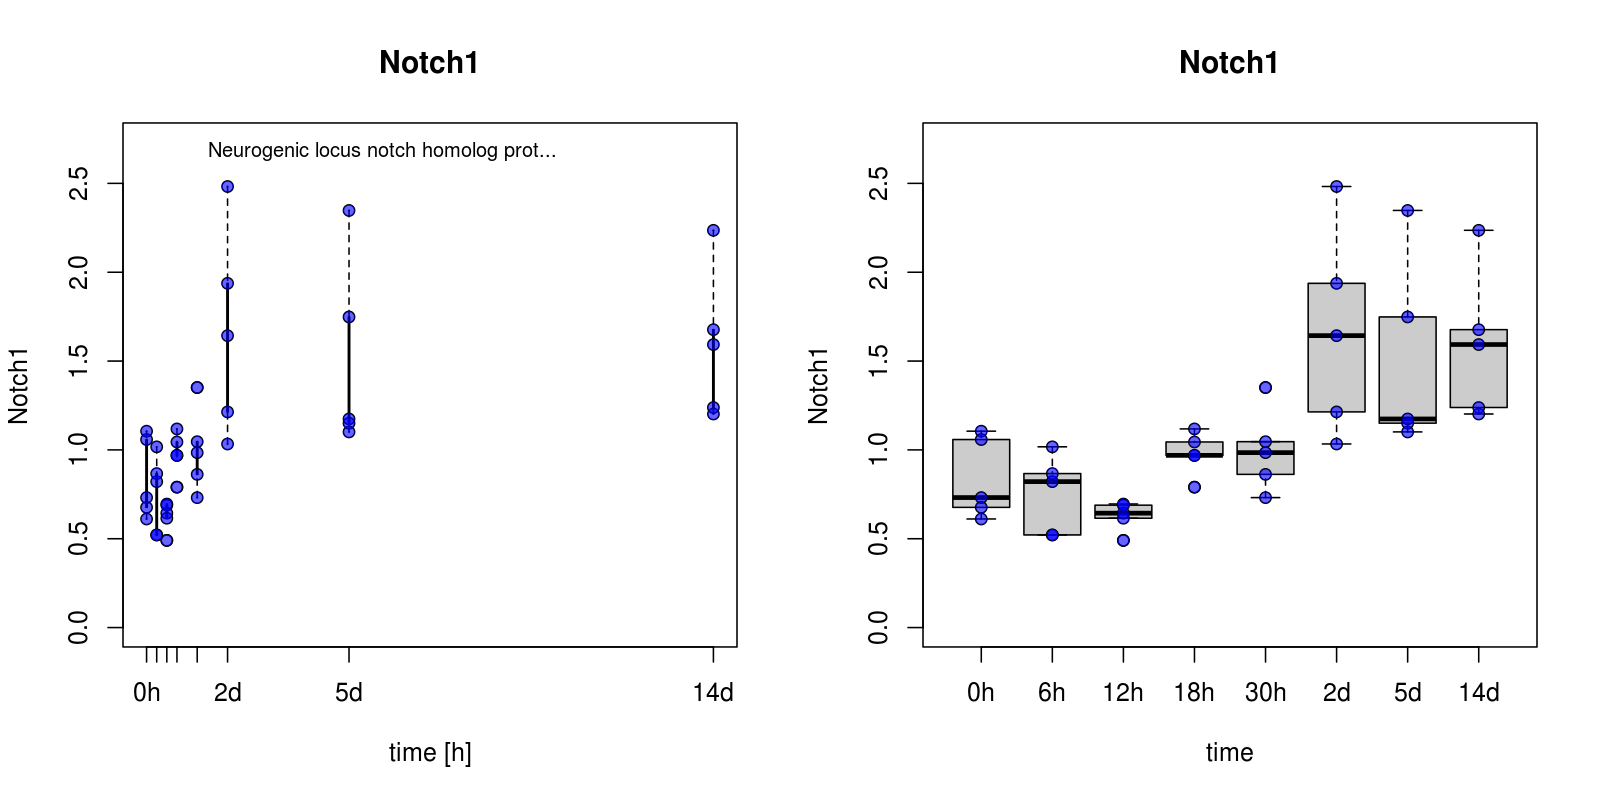 Notch1
Neurogenic locus notch homolog prot...
Notch1
2.5
2.0
1.5
1.0
0.5
0.0
0h 2d 5d 14d
time [h]
Notch1
Notch1
2.5
2.0
1.5
1.0
0.5
0.0
0h 6h 12h 18h 30h 2d 5d 14d
time